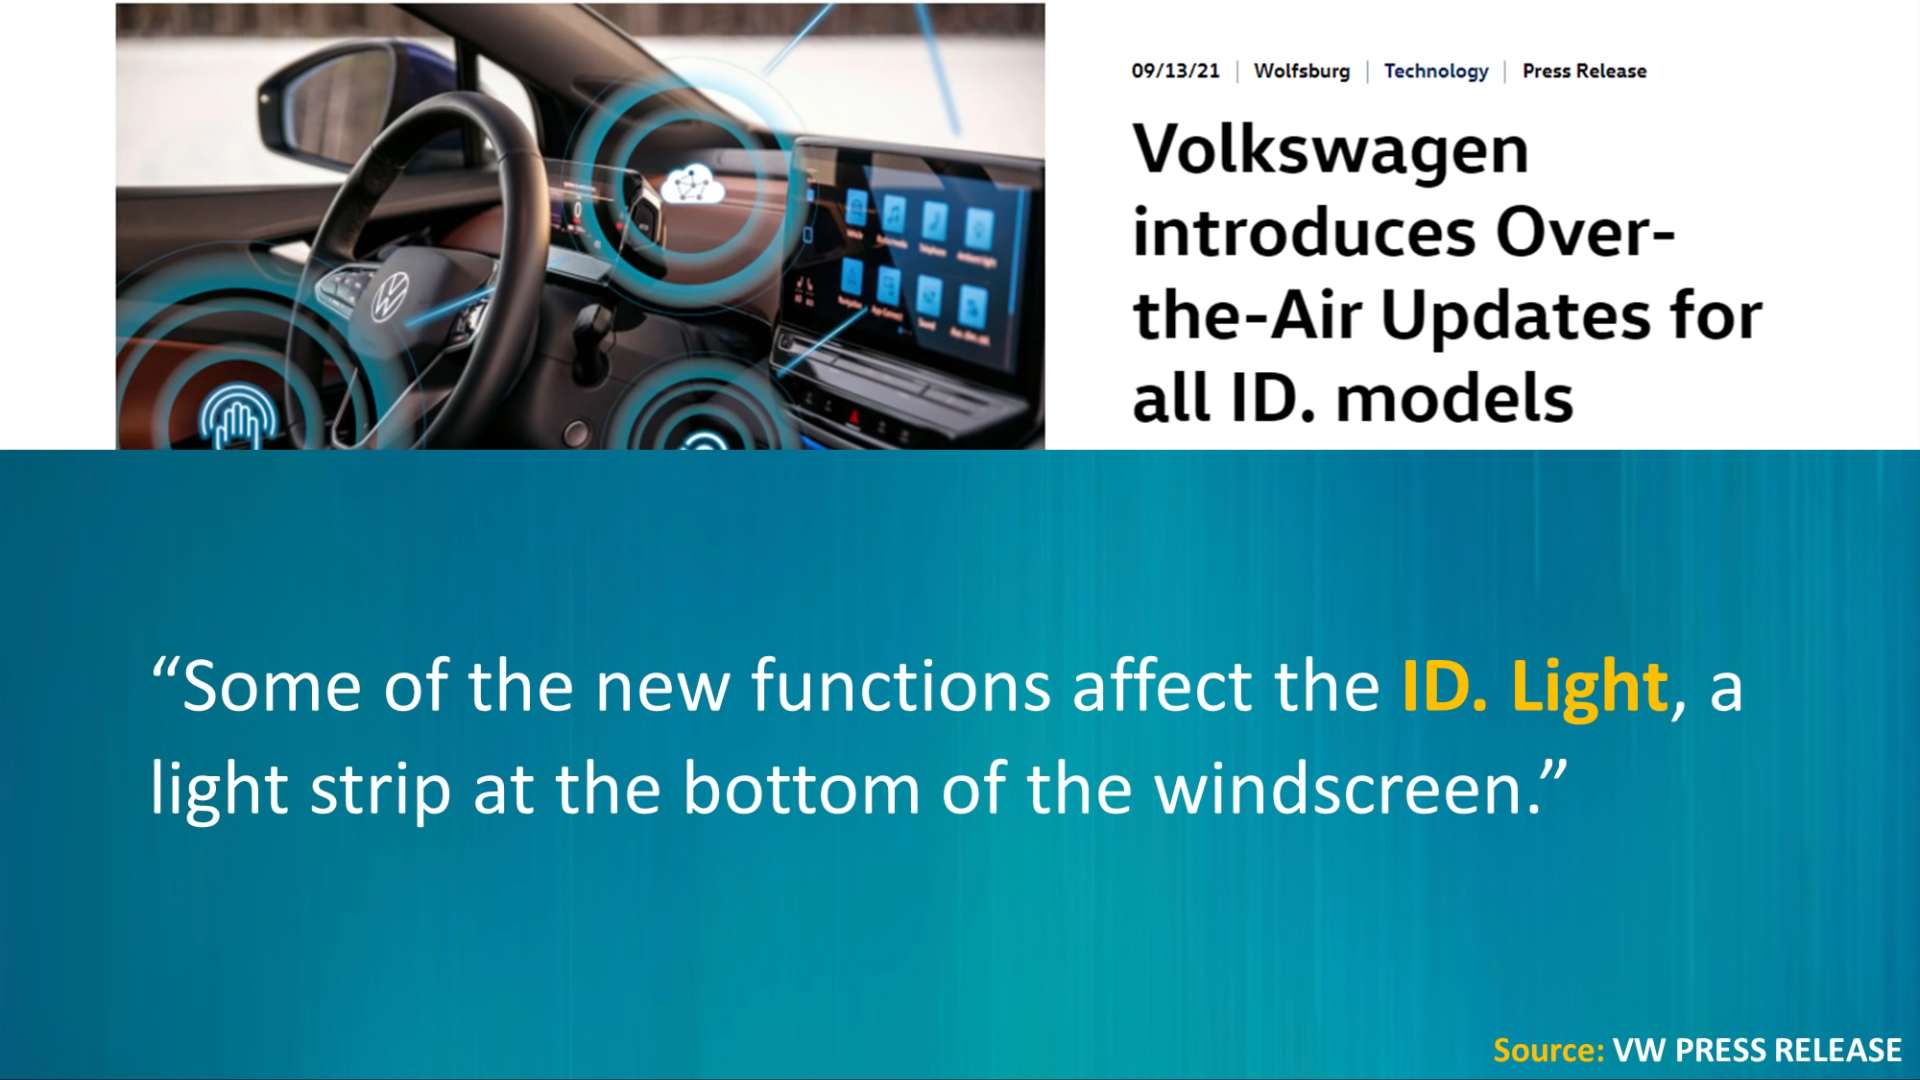 09/13/21 | Wolfsburg | Technology | Press Release
Volkswagen
introduces Over-
the-Air Updates for
all ID. models
“Some of the new functions affect the ID. Light, a
light strip at the bottom of the windscreen.”
Source: VW PRESS RELEASE